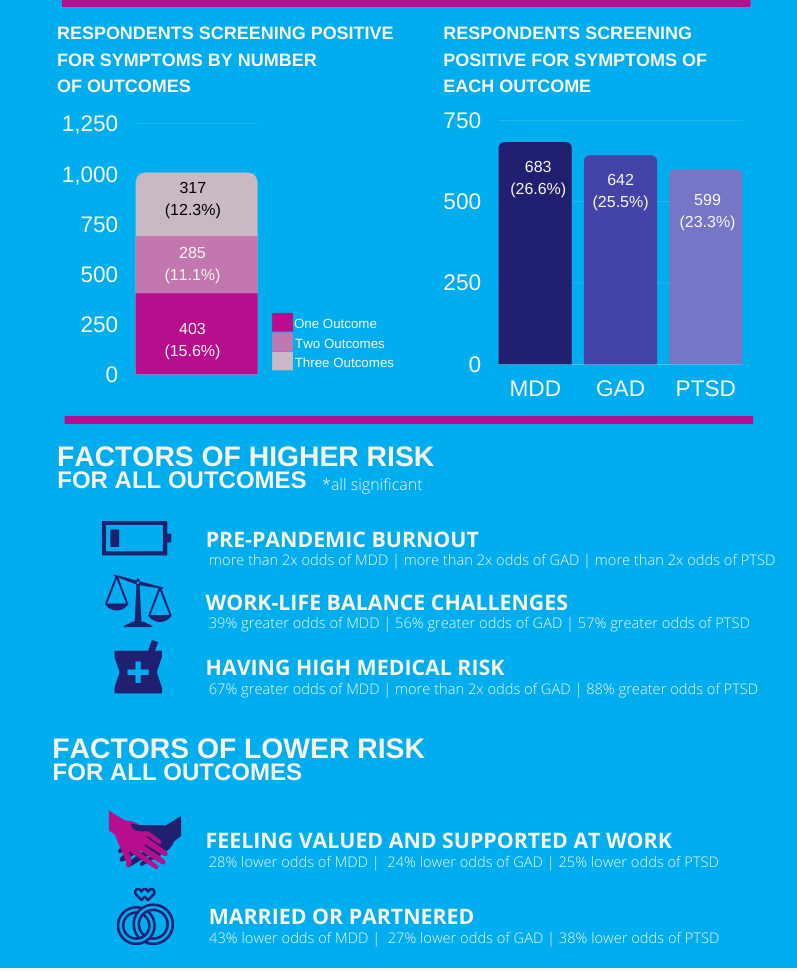 RESPONDENTS SCREENING POSITIVE
FOR SYMPTOMS BY NUMBER
OF OUTCOMES
1,250
1,000
750
500
250
0
317
(12.3%)
285
(11.1%)
403
(15.6%)
One Outcome
Two Outcomes
Three Outcomes
RESPONDENTS SCREENING
POSITIVE FOR SYMPTOMS OF
EACH OUTCOME
750
500
250
0
683
(26.6%)
642
(25.5%)
599
(23.3%)
MDD GAD PTSD
FACTORS OF HIGHER RISK
FOR ALL OUTCOMES *all significant
PRE-PANDEMIC BURNOUT
more than 2x odds of MDD | more than 2x odds of GAD | more than 2x odds of PTSD
WORK-LIFE BALANCE CHALLENGES
39% greater odds of MDD | 56% greater odds of GAD | 57% greater odds of PTSD
HAVING HIGH MEDICAL RISK
67% greater odds of MDD | more than 2x odds of GAD | 88% greater odds of PTSD
FACTORS OF LOWER RISK
FOR ALL OUTCOMES
FEELING VALUED AND SUPPORTED AT WORK
28% lower odds of MDD | 24% lower odds of GAD | 25% lower odds of PTSD
MARRIED OR PARTNERED
43% lower odds of MDD | 27% lower odds of GAD | 38% lower odds of PTSD